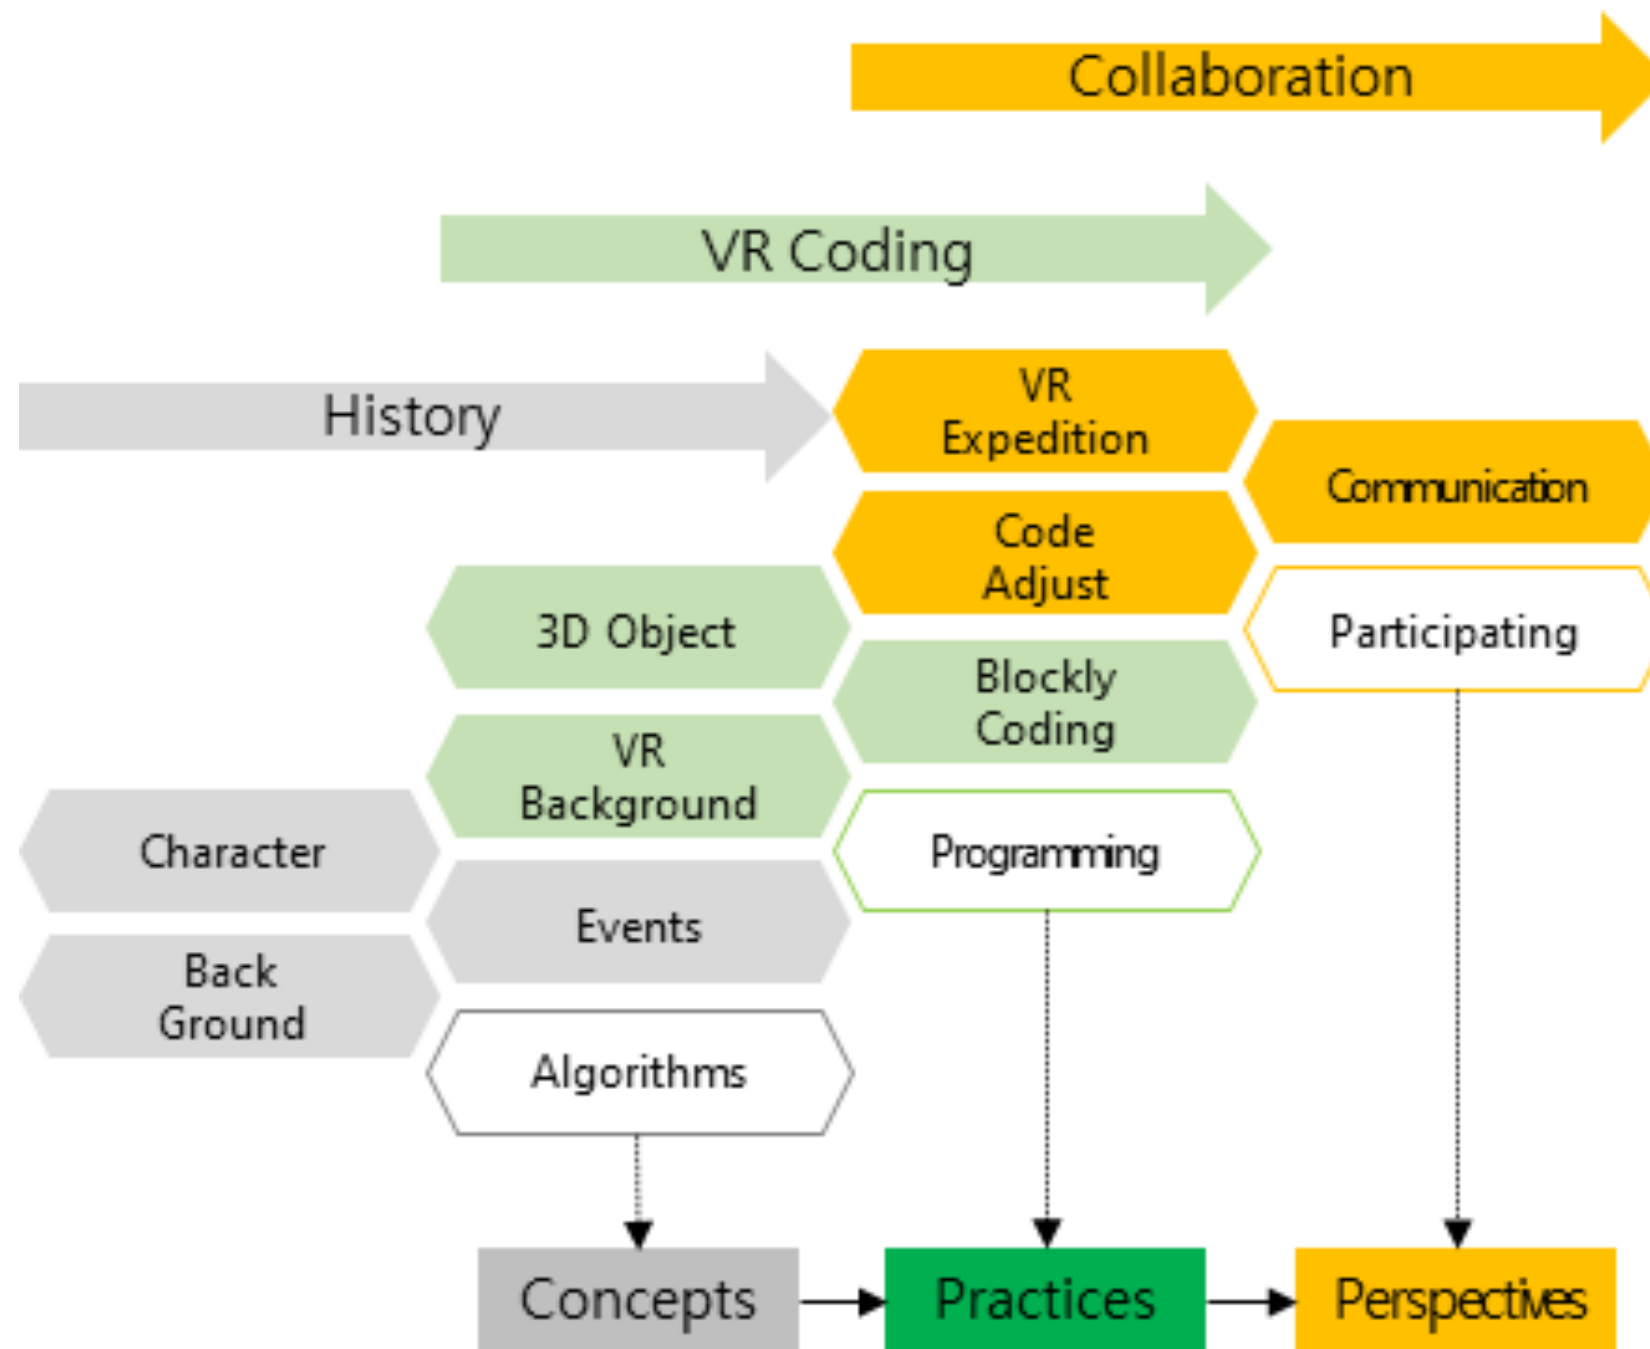 Collaboration
VR Coding
History
VR
Expedition
Communication
Code
Adjust
3D Object
Participating
Blockly
Coding
VR
Background
Character
Programming
Events
Back
Ground
Algorithms
Concepts
Practices
Perspectives